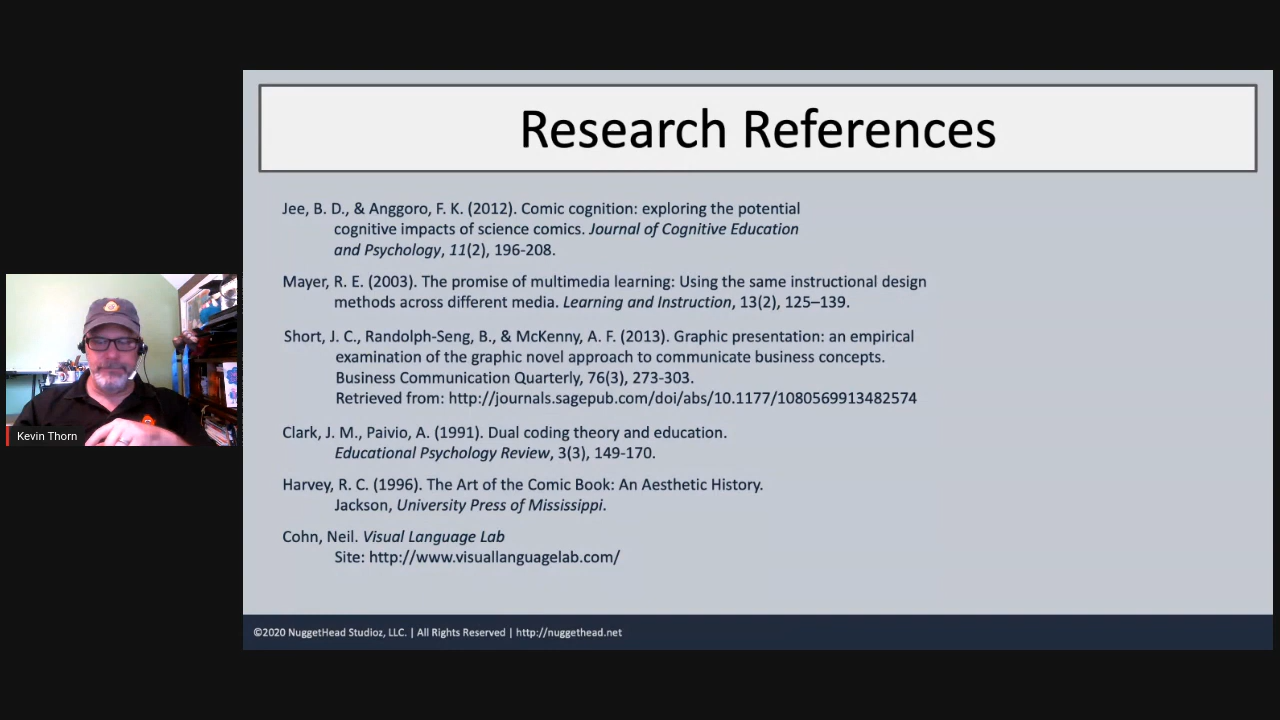 Research References
Jee, B. D., & Anggoro, F. K. (2012). Comic cognition: exploring the potential
cognitive impacts of science comics. Journal of Cognitive Education
and Psychology, 11(2), 196-208.
Mayer, R. E. (2003). The promise of multimedia learning: Using the same instructional design
methods across different media. Learning and Instruction, 13(2), 125–139.
Short, J. C., Randolph-Seng, B., & McKenny, A. F. (2013). Graphic presentation: an empirical
examination of the graphic novel approach to communicate business concepts.
Business Communication Quarterly, 76(3), 273-303.
Retrieved from: http://journals.sagepub.com/doi/abs/10.1177/1080569913482574
Clark, J. M., Paivio, A. (1991). Dual coding theory and education.
Educational Psychology Review, 3(3), 149-170.
Harvey, R. C. (1996). The Art of the Comic Book: An Aesthetic History.
Jackson, University Press of Mississippi.
Cohn, Neil. Visual Language Lab
Site: http://www.visuallanguagelab.com/
©2020 NuggetHead Studioz, LLC. | All Rights Reserved | http://nuggethead.net
Kevin Thorn